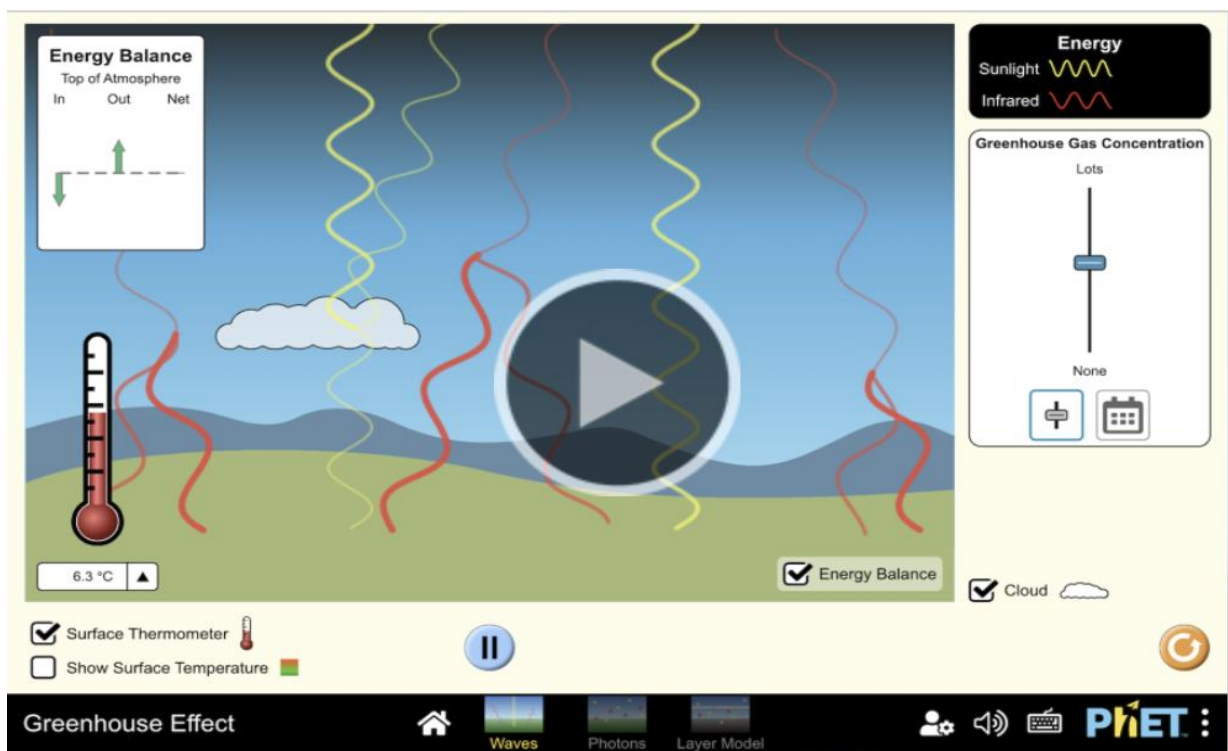 Energy Balance
Top of Atmosphere
In Out Net
6.3 °C
Energy Balance
Surface Thermometer
Show Surface Temperature
Energy
Sunlight
Infrared
Greenhouse Gas Concentration
Lots
None
Cloud
Greenhouse Effect
Waves
Photons
Layer Model
PhET